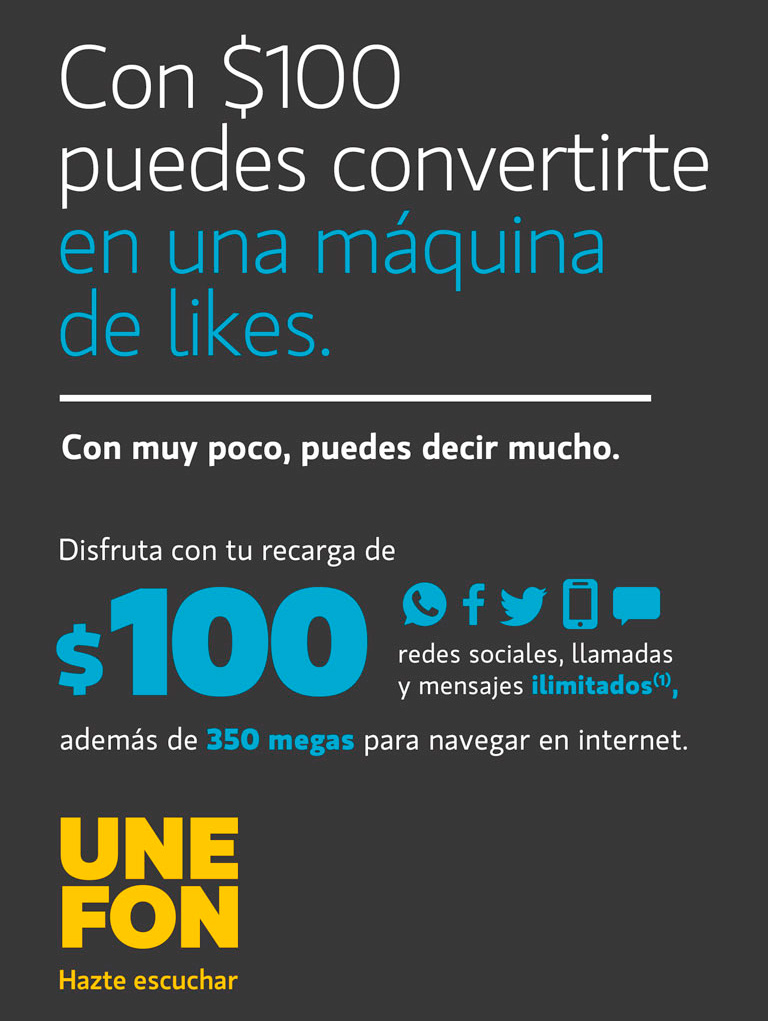 Con $100
puedes convertirte
en una máquina
de likes.
Con muy poco, puedes decir mucho.
Disfruta con tu recarga de
$100
redes sociales, llamadas
y mensajes ilimitados(1),
además de 350 megas para navegar en internet.
UNE
FON
Hazte escuchar